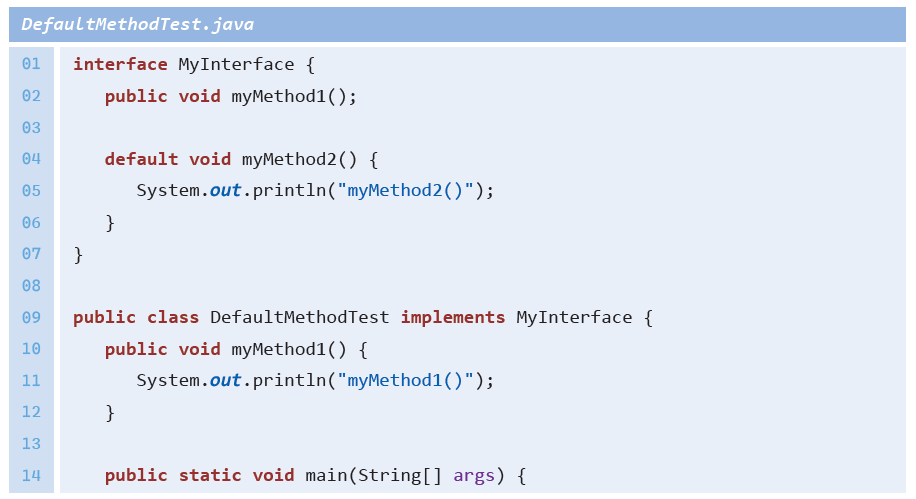 DefaultMethodTest.java
01 interface MyInterface {
02 public void myMethod1();
03
04 default void myMethod2() {
05 System.out.println("myMethod2()");
06 }
07 }
08
09 public class DefaultMethodTest implements MyInterface {
10 public void myMethod1() {
11 System.out.println("myMethod1()");
12 }
13
14 public static void main(String[] args) {